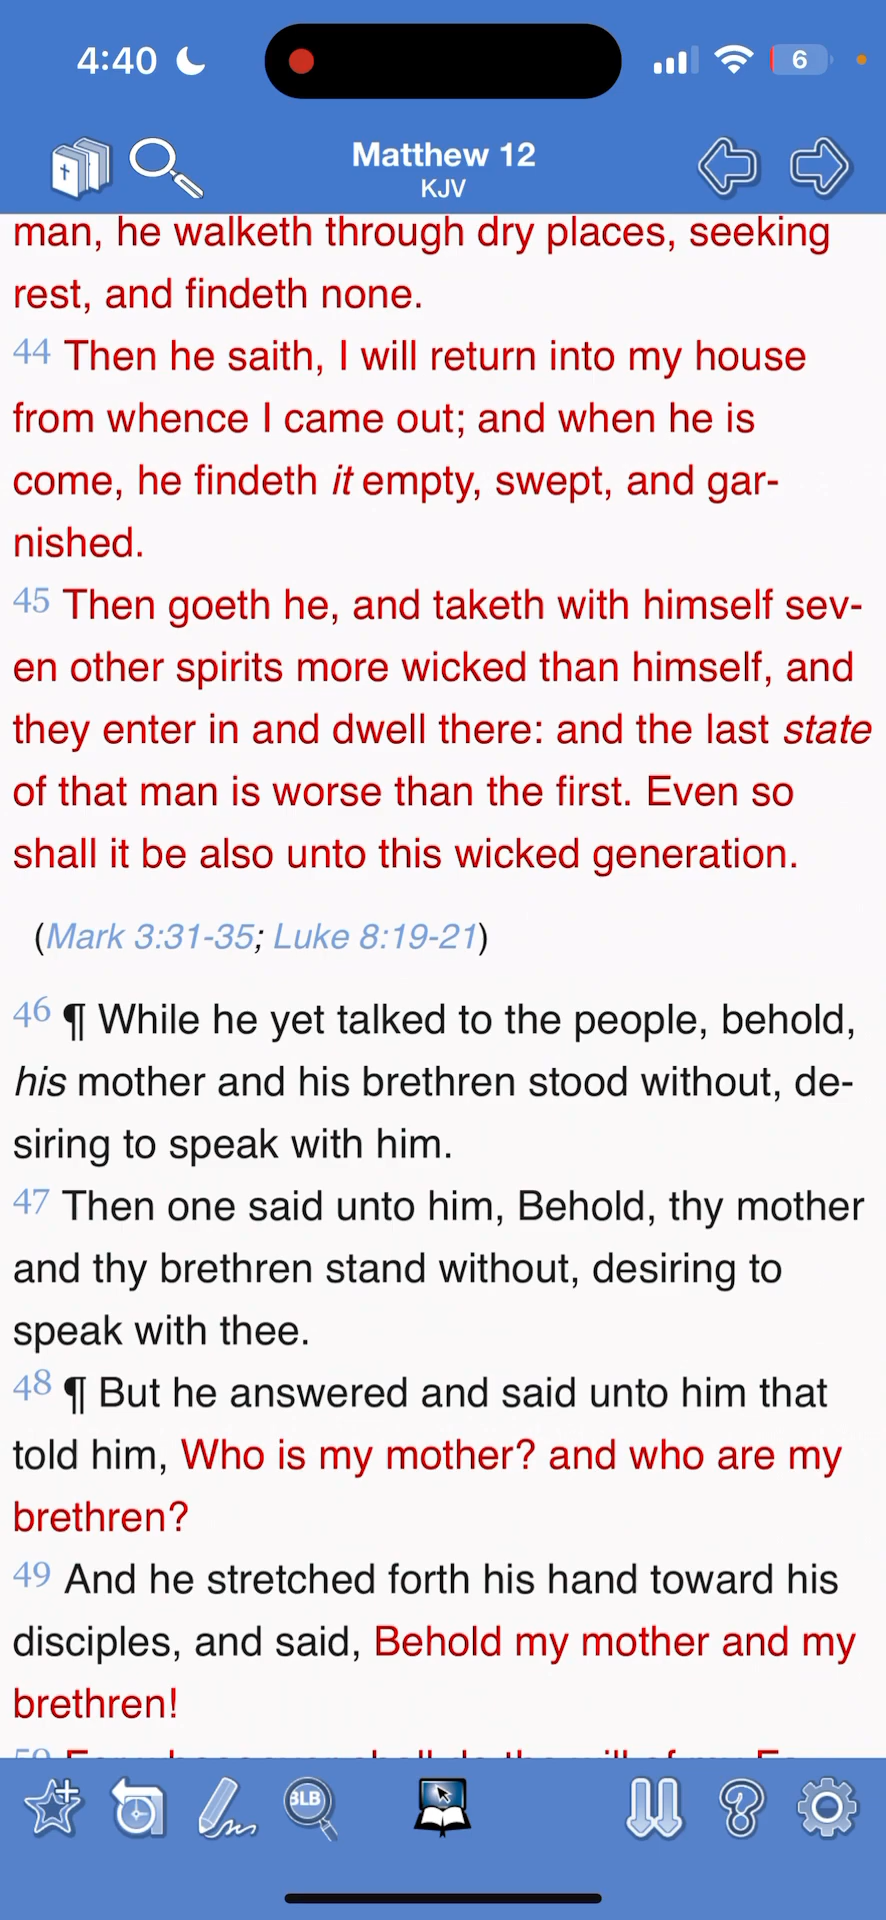 4:40
6
Matthew 12
KJV
man, he walketh through dry places, seeking
rest, and findeth none.
44 Then he saith, I will return into my house
from whence I came out; and when he is
come, he findeth it empty, swept, and gar-
nished.
45 Then goeth he, and taketh with himself sev-
en other spirits more wicked than himself, and
they enter in and dwell there: and the last state
of that man is worse than the first. Even so
shall it be also unto this wicked generation.
(Mark 3:31-35; Luke 8:19-21)
46 ¶ While he yet talked to the people, behold,
his mother and his brethren stood without, de-
siring to speak with him.
47 Then one said unto him, Behold, thy mother
and thy brethren stand without, desiring to
speak with thee.
48 ¶ But he answered and said unto him that
told him, Who is my mother? and who are my
brethren?
49 And he stretched forth his hand toward his
disciples, and said, Behold my mother and my
brethren!
BLB